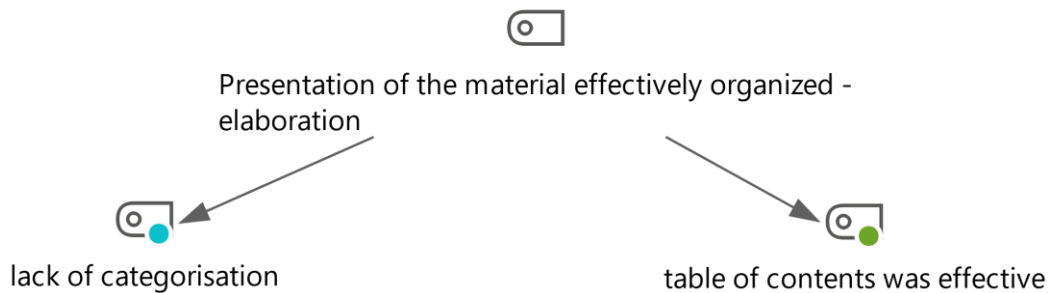 Presentation of the material effectively organized -
elaboration
lack of categorisation
table of contents was effective